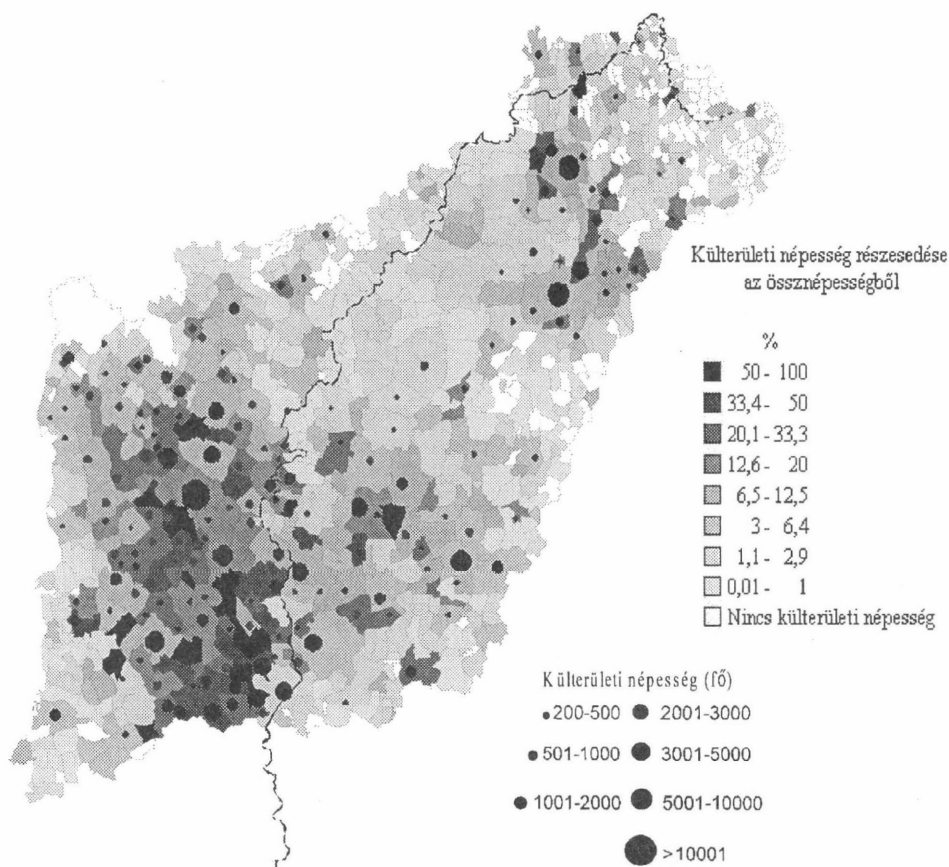 Külterületi népesség részesedése
az össznépességből
%
50 - 100
33,4 - 50
20,1 - 33,3
12,6 - 20
6,5 - 12,5
3 - 6,4
1,1 - 2,9
0,01 - 1
Nincs külterületi népesség
Külterületi népesség (fő)
200-500 2001-3000
501-1000 3001-5000
1001-2000 5001-10000
>10001